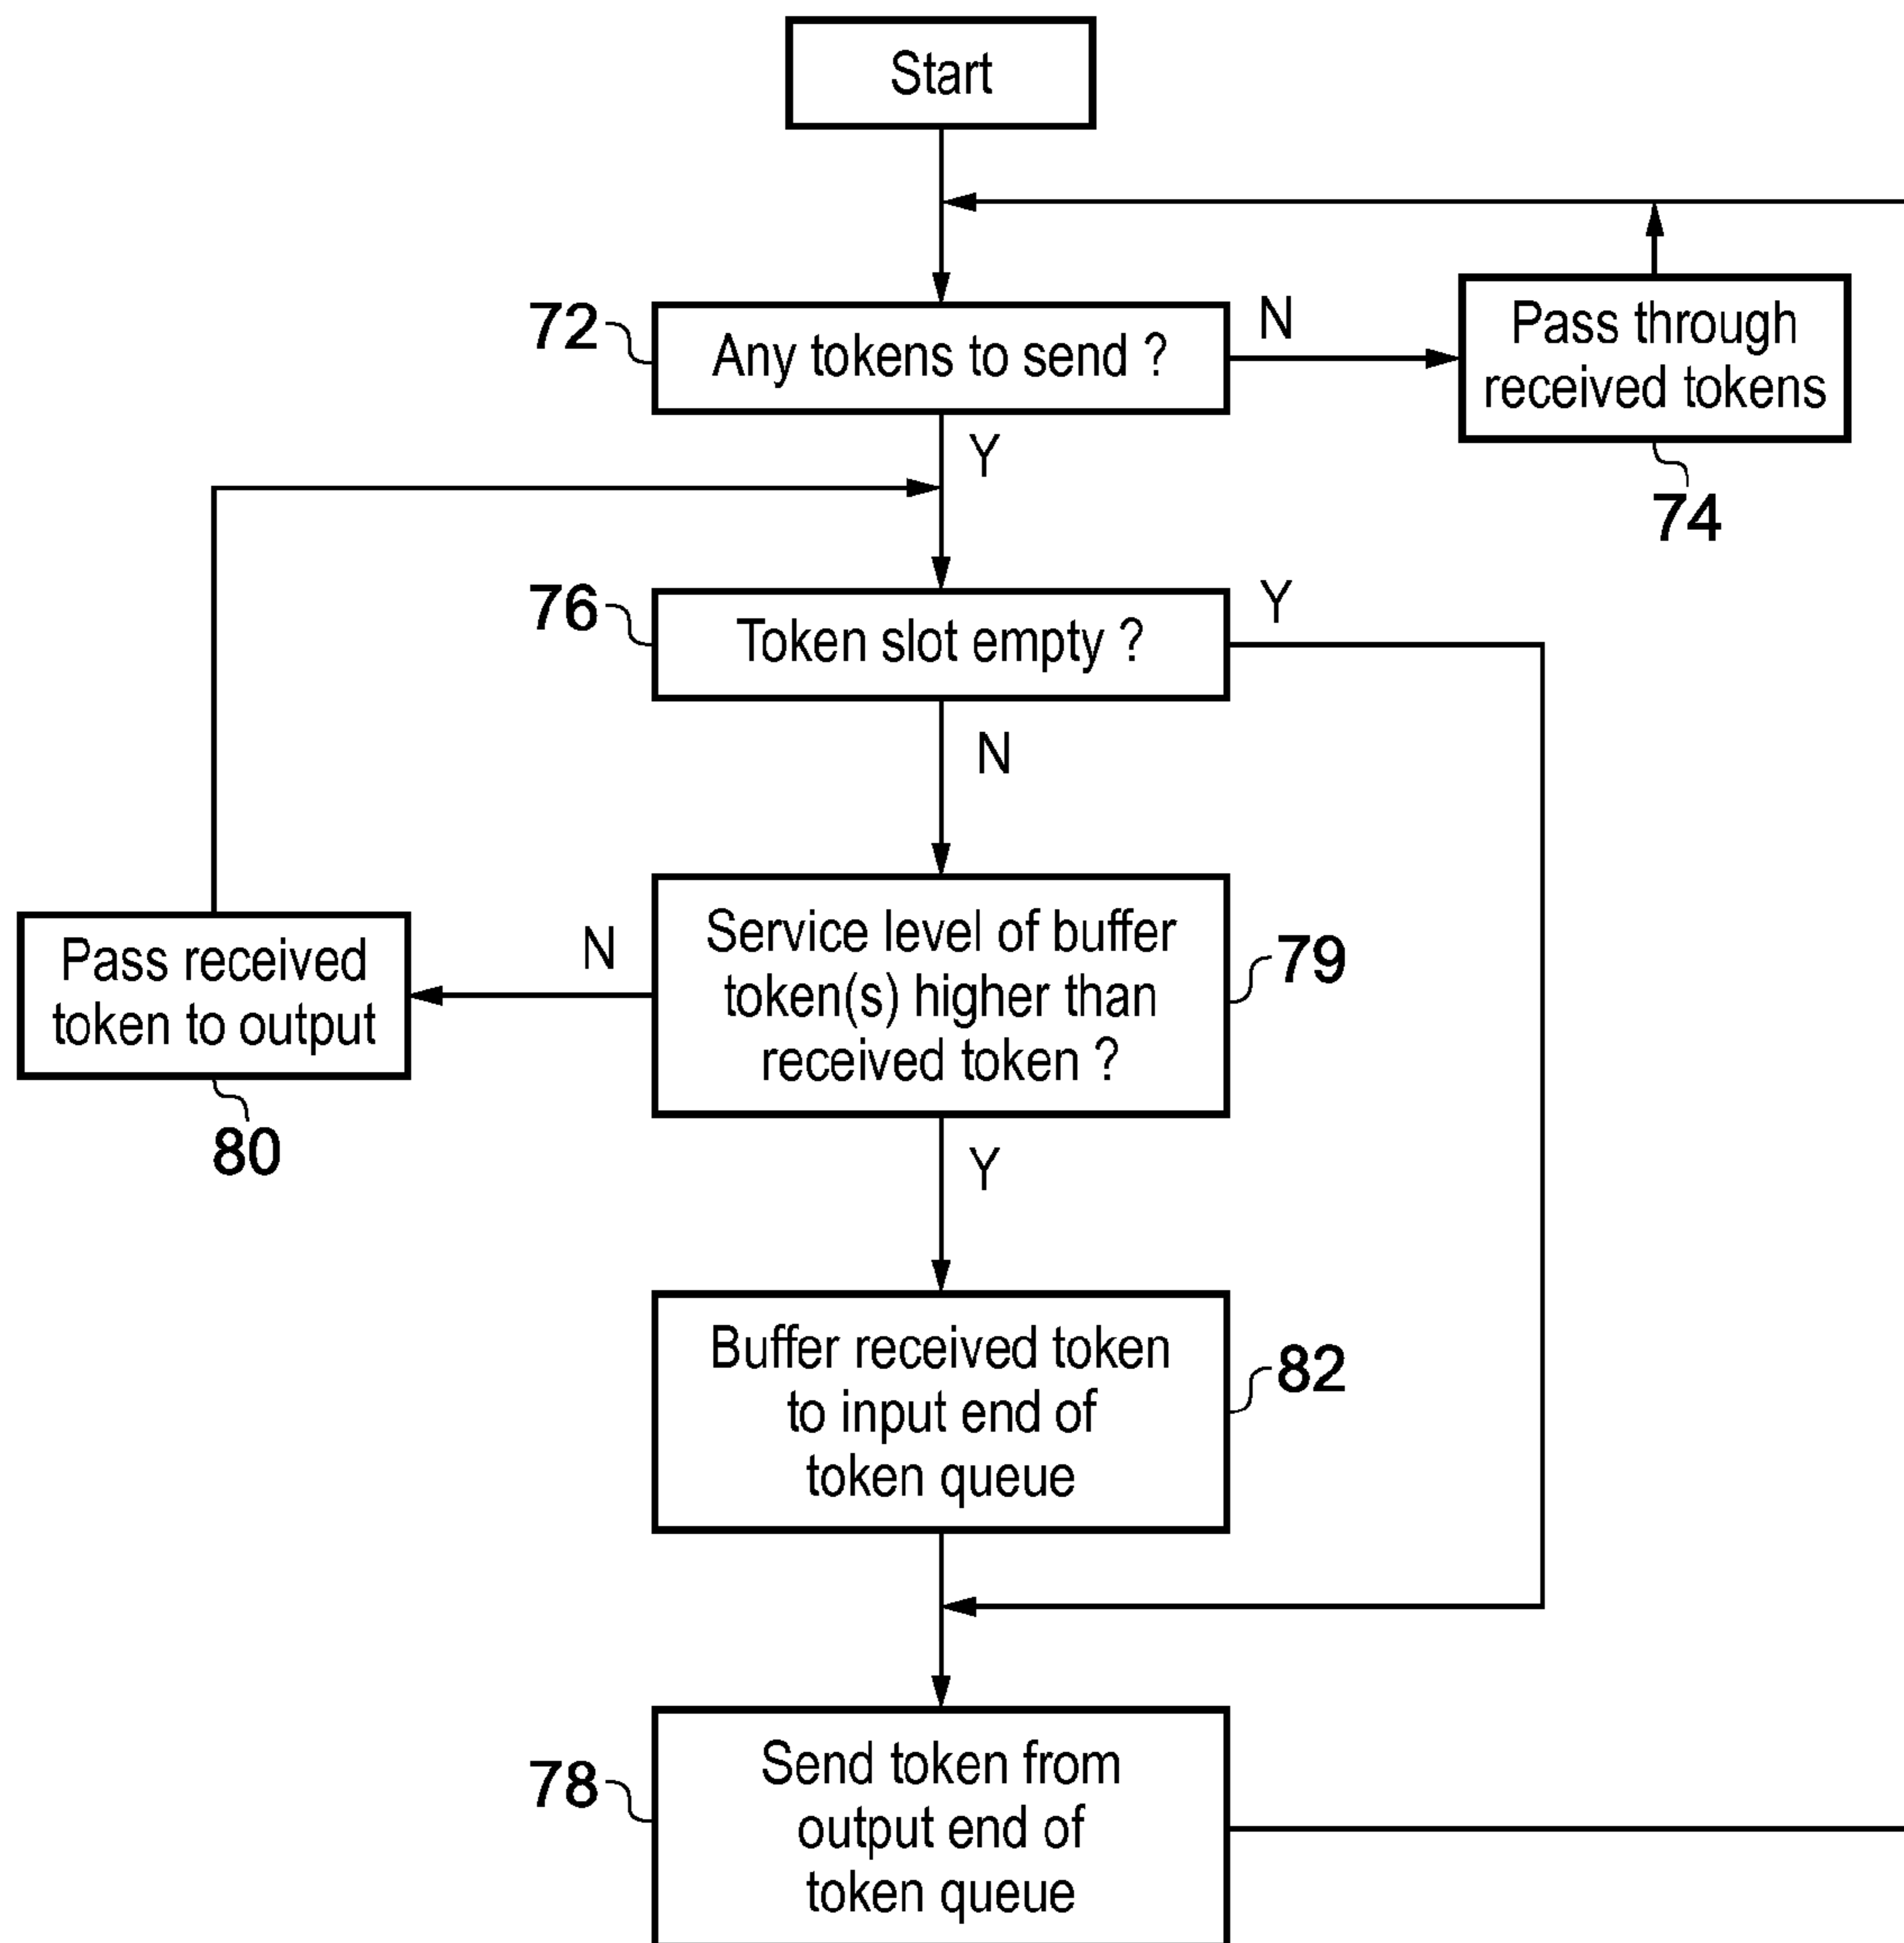 Start
72
Any tokens to send ?
N
Pass through
received tokens
74
Y
76
Token slot empty ?
Y
N
Pass received
token to output
80
N
Service level of buffer
token(s) higher than
received token ?
79
Y
Buffer received token
to input end of
token queue
82
78
Send token from
output end of
token queue